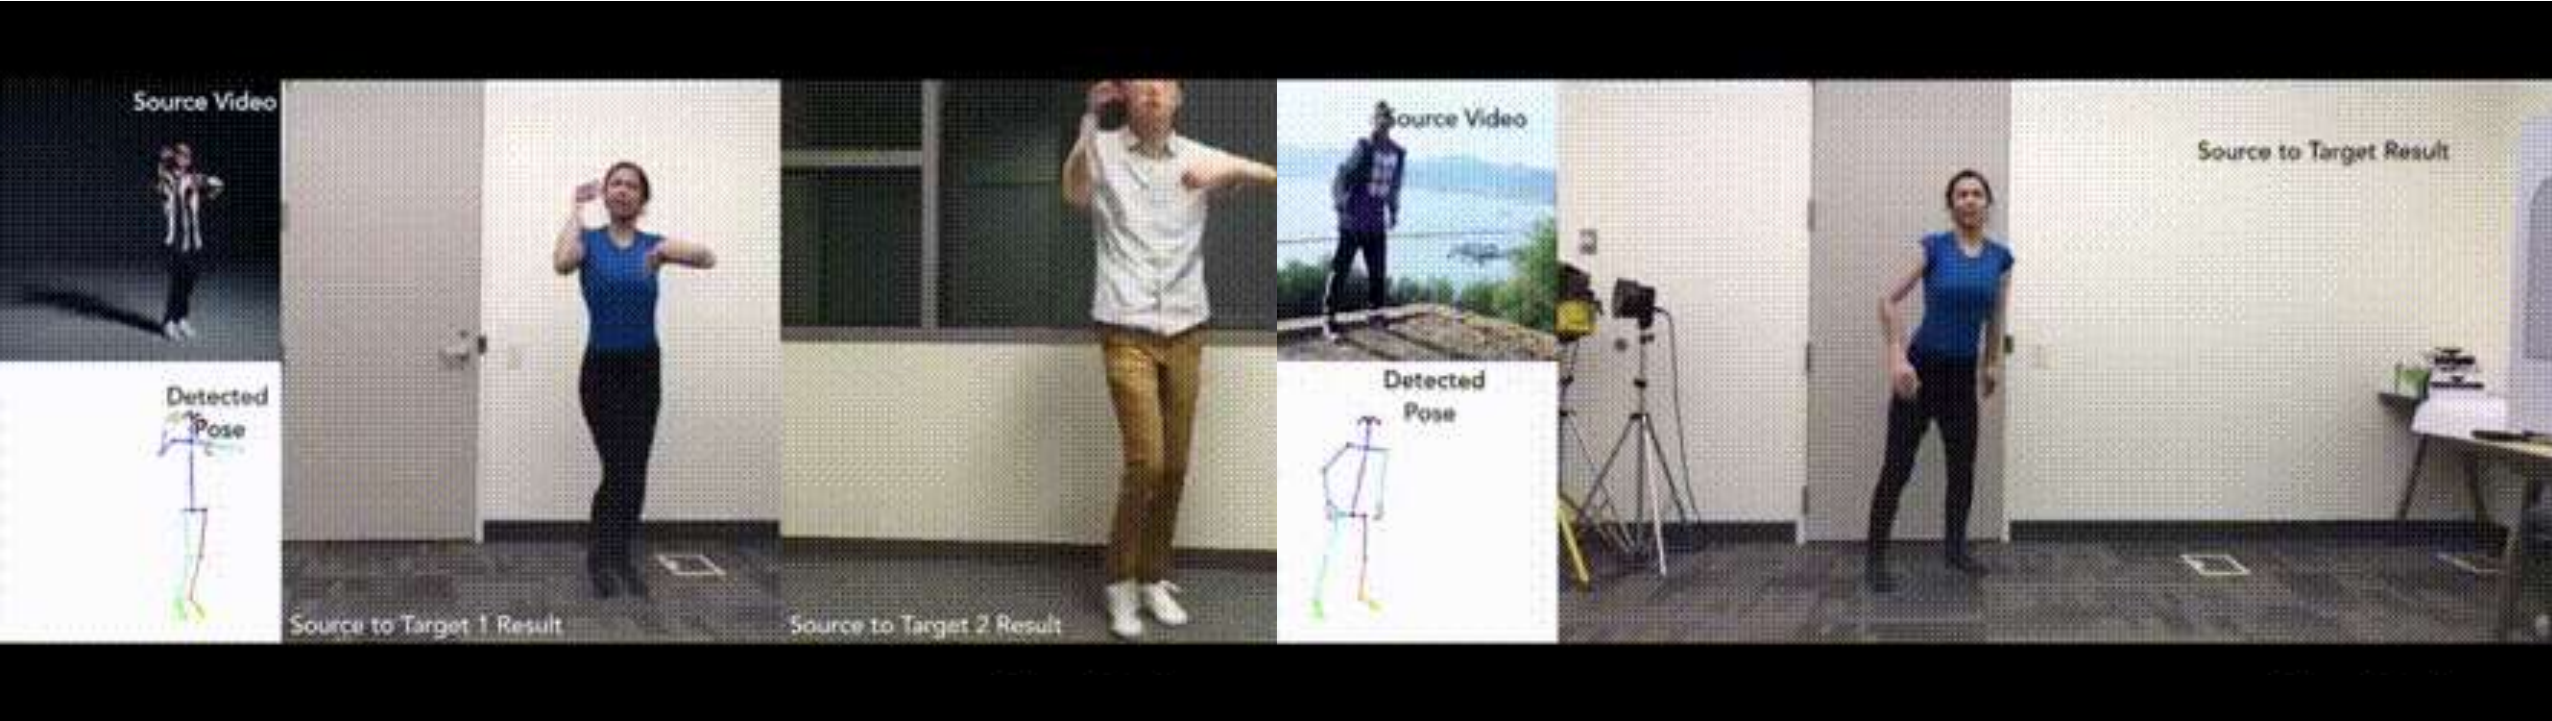 Source Video
Detected
Pose
Source to Target 1 Result
Source to Target 2 Result
Source Video
Detected
Pose
Source to Target Result